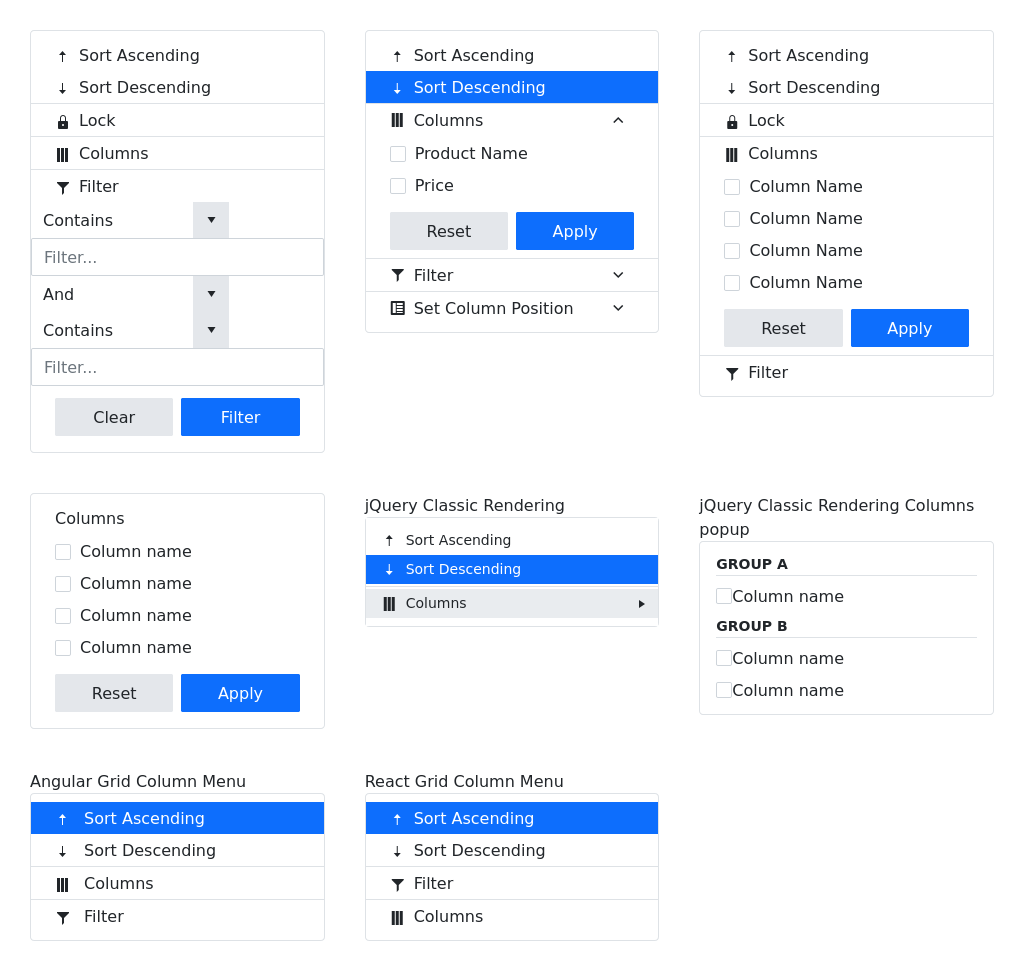 Sort Ascending
Sort Descending
Lock
Columns
Filter
Contains
Filter...
And
Contains
Filter...
Clear
Filter
Sort Ascending
Sort Descending
Columns
Product Name
Price
Reset
Apply
Filter
Set Column Position
Sort Ascending
Sort Descending
Lock
Columns
Column Name
Column Name
Column Name
Column Name
Reset
Apply
Filter
Columns
Column name
Column name
Column name
Column name
Reset
Apply
jQuery Classic Rendering
Sort Ascending
Sort Descending
Columns
jQuery Classic Rendering Columns
popup
GROUP A
Column name
GROUP B
Column name
Column name
Angular Grid Column Menu
Sort Ascending
Sort Descending
Columns
Filter
React Grid Column Menu
Sort Ascending
Sort Descending
Filter
Columns